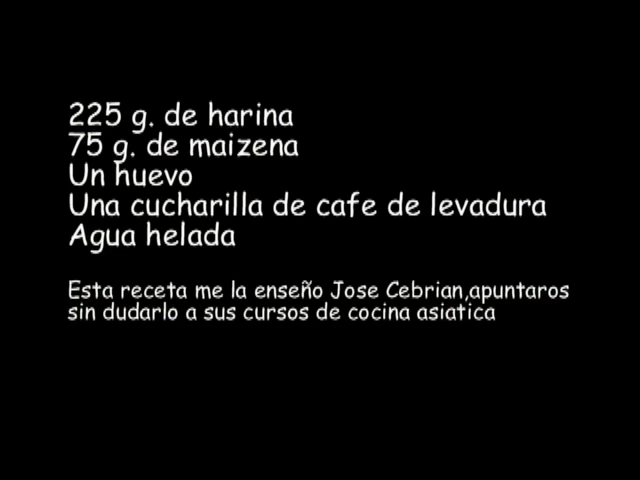 225 g. de harina
75 g. de maizena
Un huevo
Una cucharilla de cafe de levadura
Agua helada
Esta receta me la enseño Jose Cebrian,apuntaros
sin dudarlo a sus cursos de cocina asiatica